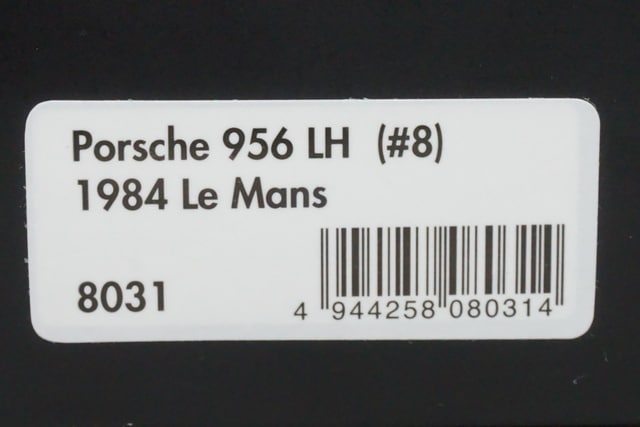 Porsche 956 LH (#8)
1984 Le Mans
8031
4 944258 080314